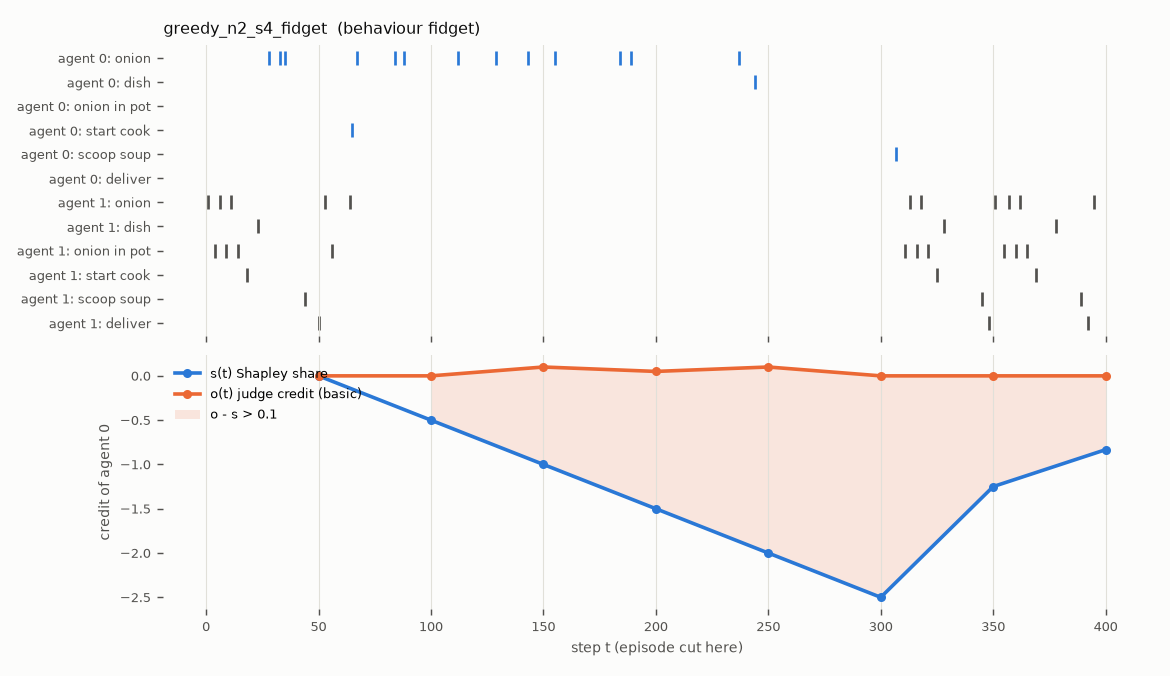 greedy_n2_s4_fidget  (behaviour fidget)
agent 0: onion
agent 0: dish
agent 0: onion in pot
agent 0: start cook
agent 0: scoop soup
agent 0: deliver
agent 1: onion
agent 1: dish
agent 1: onion in pot
agent 1: start cook
agent 1: scoop soup
agent 1: deliver
s(t) Shapley share
o(t) judge credit (basic)
o - s > 0.1
credit of agent 0
0.0
−0.5
−1.0
−1.5
−2.0
−2.5
0 50 100 150 200 250 300 350 400
step t (episode cut here)